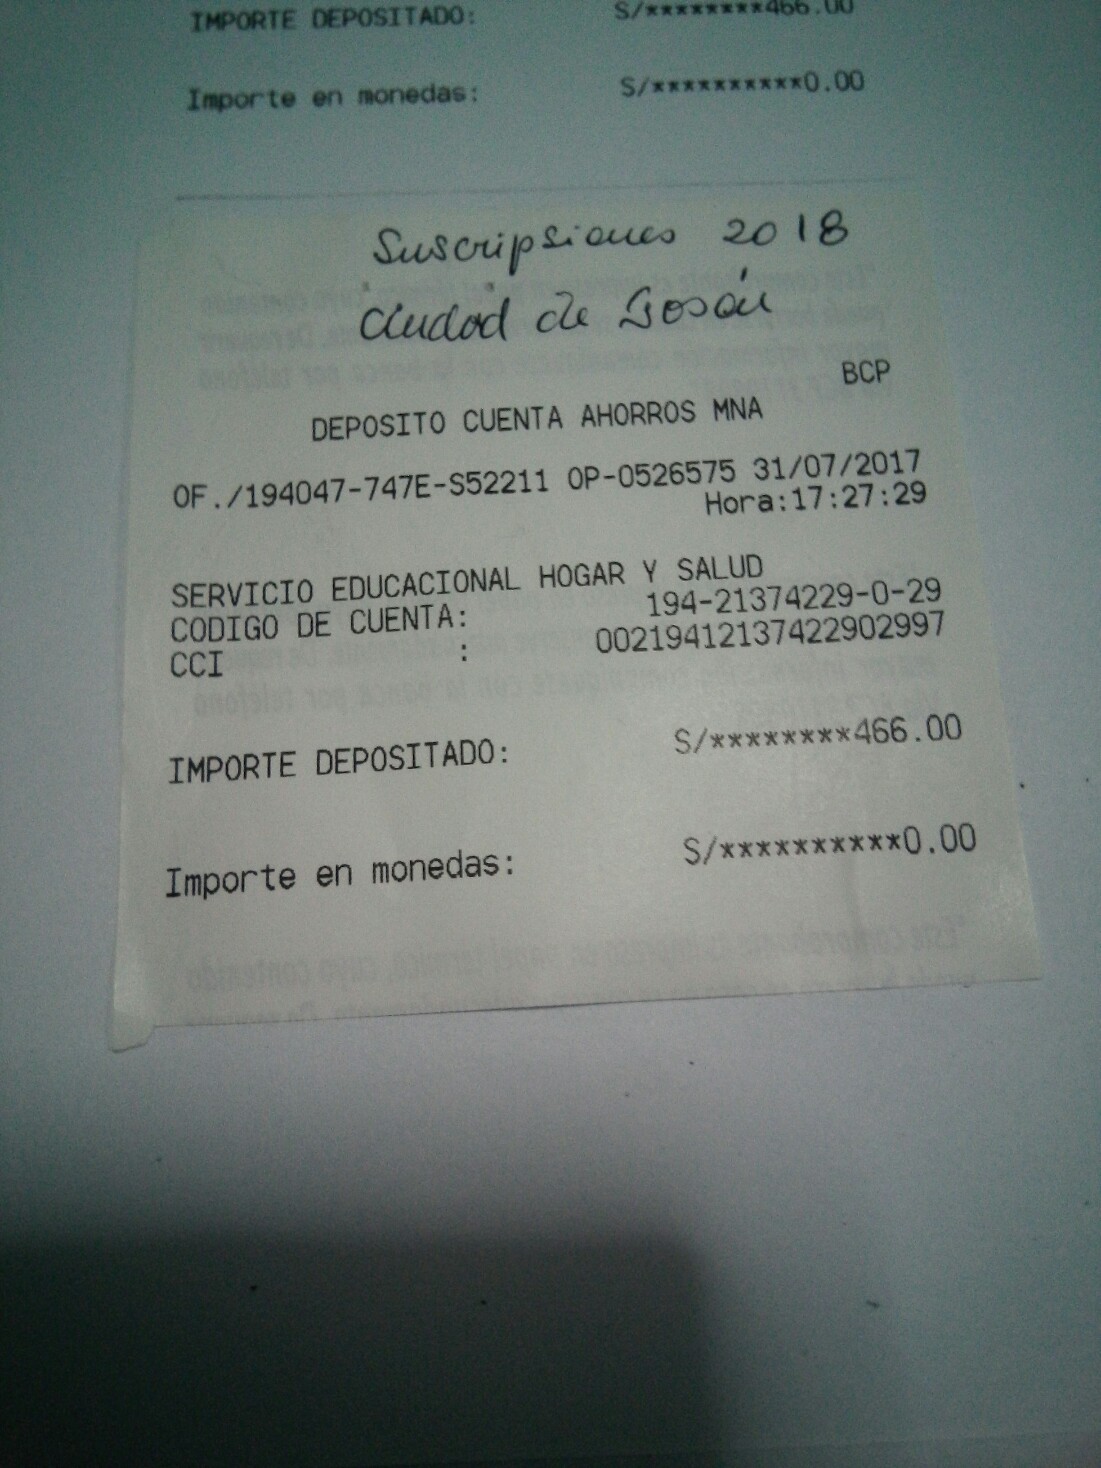 IMPORTE DEPOSITADO: S/********466.00
Importe en monedas: S/**********0.00
Suscripsiones 2018
Ciudad de Gosén
BCP
DEPOSITO CUENTA AHORROS MNA
OF./194047-747E-S52211 OP-0526575 31/07/2017
Hora:17:27:29
SERVICIO EDUCACIONAL HOGAR Y SALUD
CODIGO DE CUENTA: 194-21374229-0-29
CCI : 00219412137422902997
IMPORTE DEPOSITADO: S/********466.00
Importe en monedas: S/**********0.00